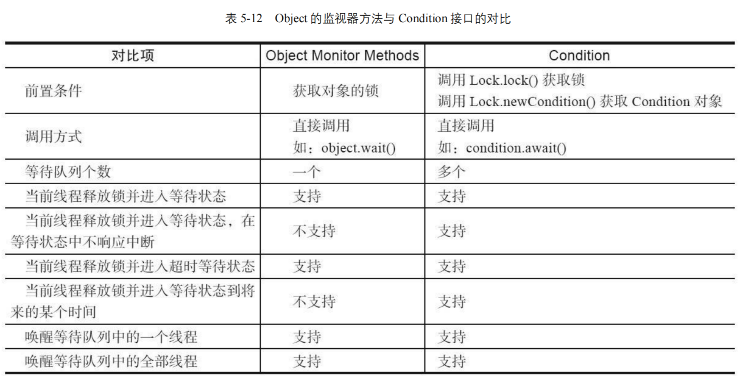 表 5-12 Object 的监视器方法与 Condition 接口的对比
对比项 Object Monitor Methods Condition
前置条件 获取对象的锁 调用 Lock.lock() 获取锁
调用 Lock.newCondition() 获取 Condition 对象
调用方式 直接调用 直接调用
如：object.wait() 如：condition.await()
等待队列个数 一个 多个
当前线程释放锁并进入等待状态 支持 支持
当前线程释放锁并进入等待状态，在
等待状态中不响应中断 不支持 支持
当前线程释放锁并进入超时等待状态 支持 支持
当前线程释放锁并进入等待状态到将
来的某个时间 不支持 支持
唤醒等待队列中的一个线程 支持 支持
唤醒等待队列中的全部线程 支持 支持